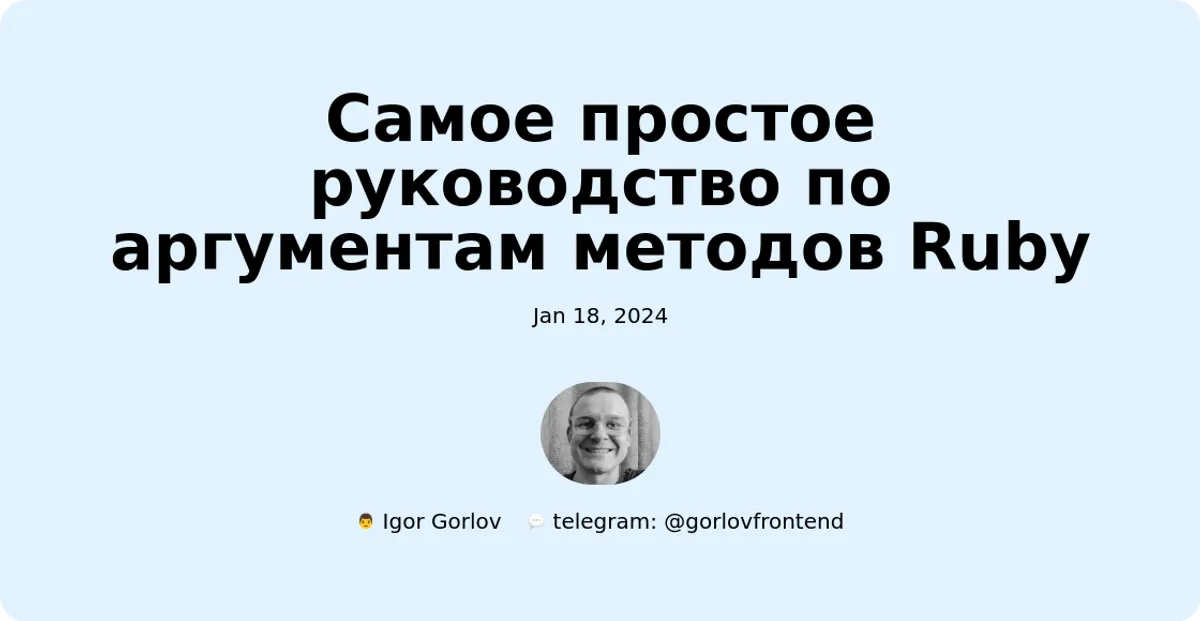 Самое простое
руководство по
аргументам методов Ruby
Jan 18, 2024
👨 Igor Gorlov 💬 telegram: @gorlovfrontend